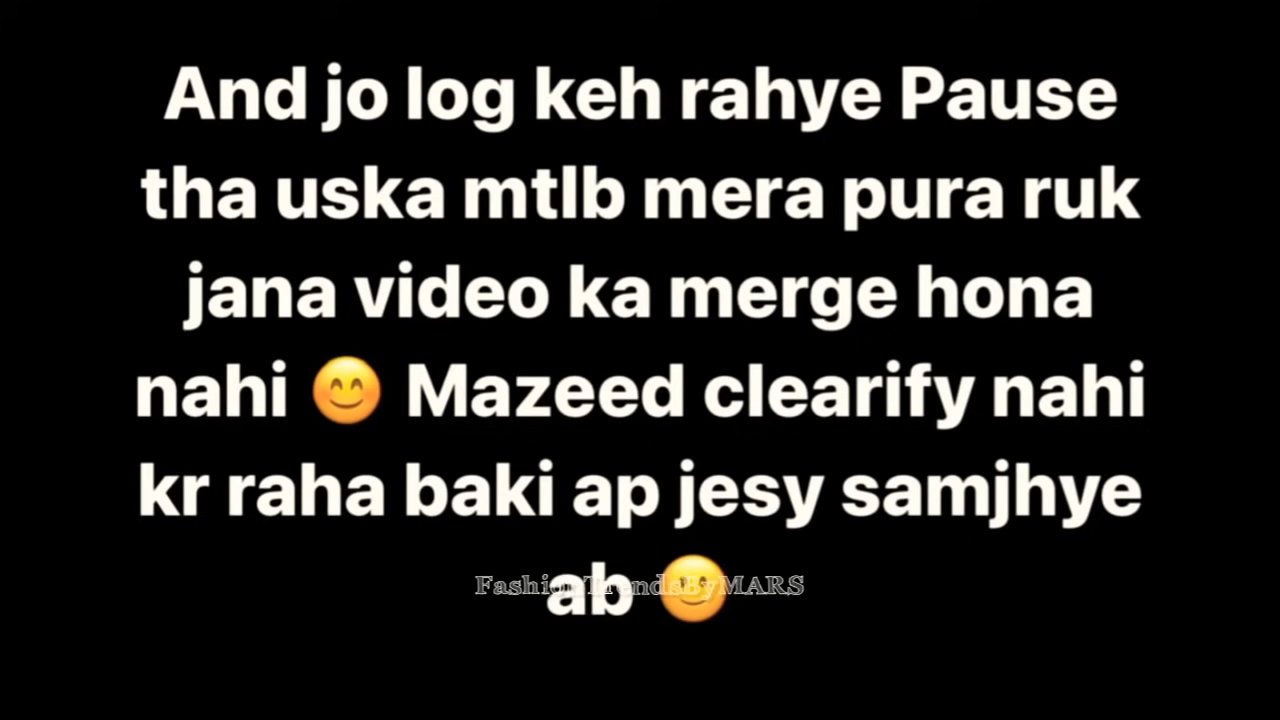 And jo log keh rahye Pause
tha uska mtlb mera pura ruk
jana video ka merge hona
nahi 😊 Mazeed clearify nahi
kr raha baki ap jesy samjhye
ab 🙂
FashionTrendsByMARS